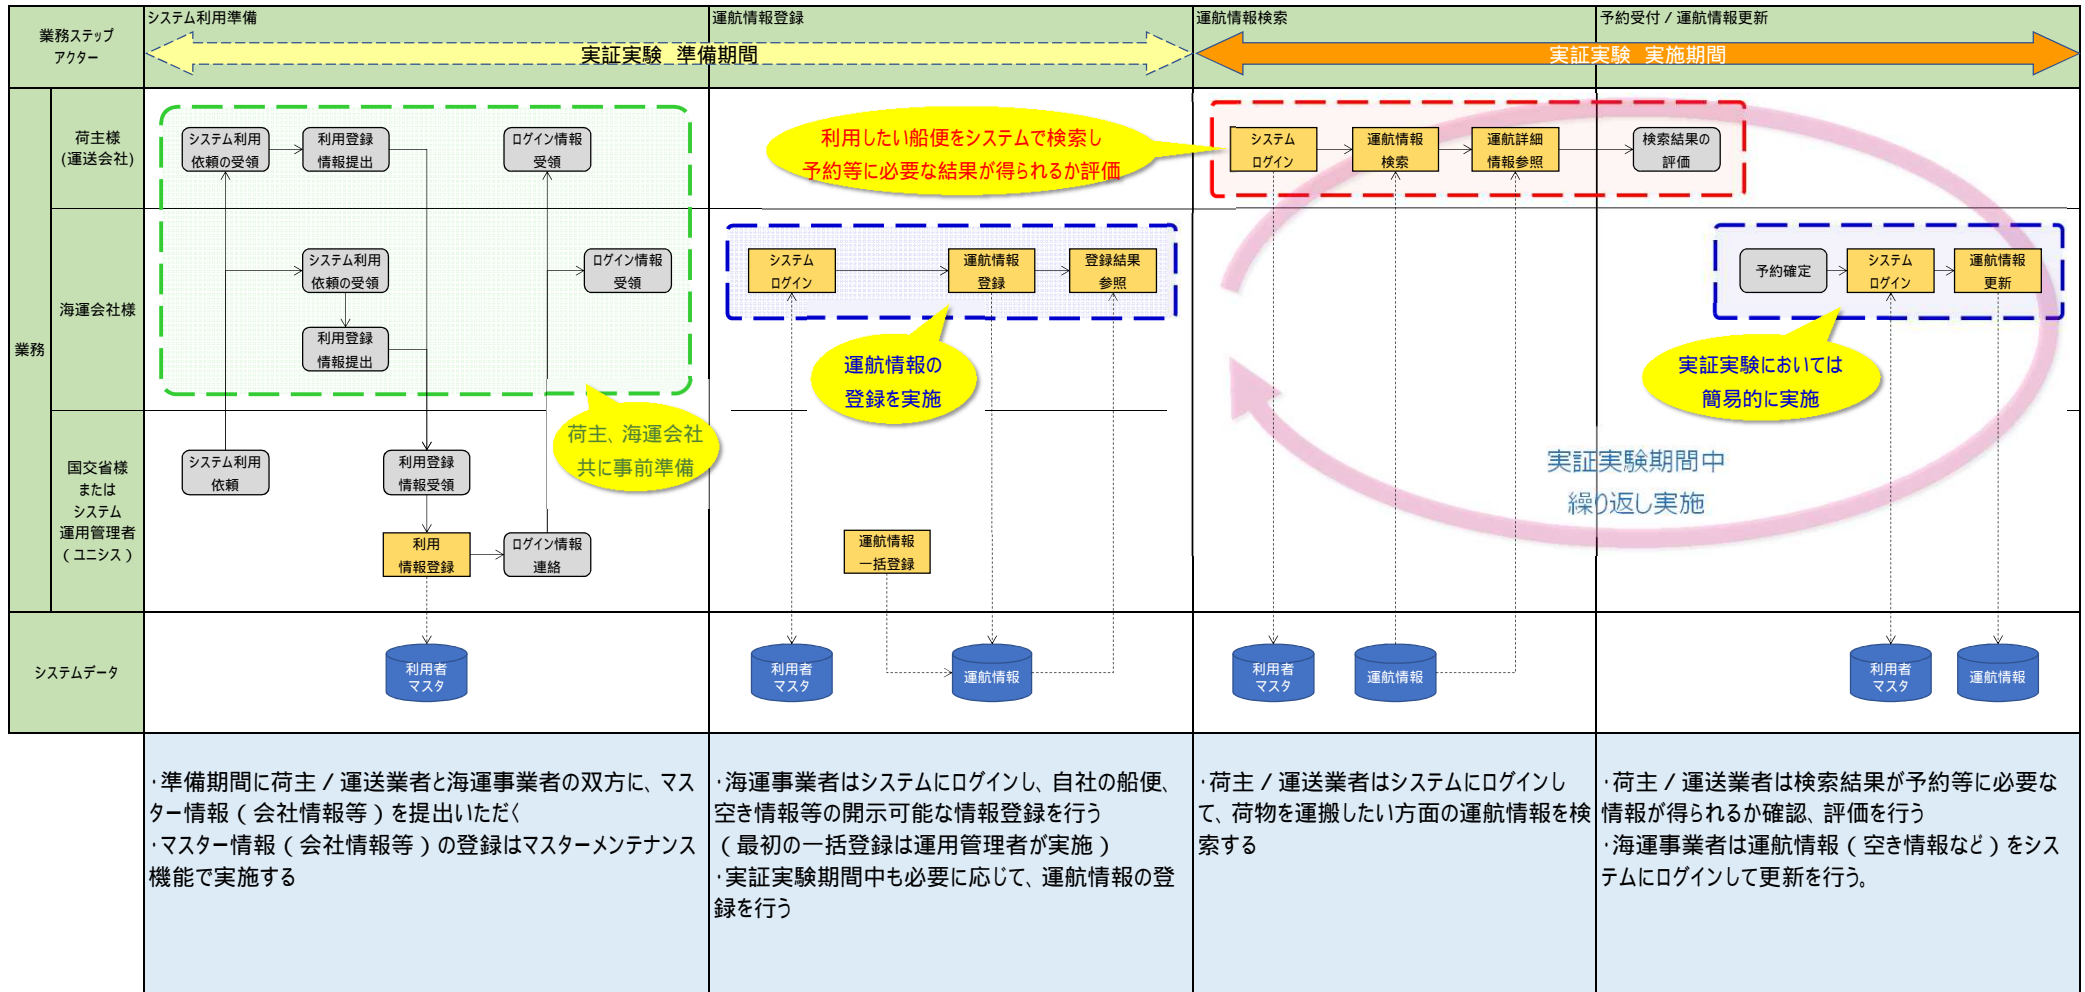 業務ステップ
アクター
システム利用準備
運航情報登録
運航情報検索
予約受付 / 運航情報更新
実証実験 準備期間
実証実験 実施期間
業務
荷主様
(運送会社)
システム利用
依頼の受領
利用登録
情報提出
ログイン情報
受領
利用したい船便をシステムで検索し
予約等に必要な結果が得られるか評価
システム
ログイン
運航情報
検索
運航詳細
情報参照
検索結果の
評価
海運会社様
システム利用
依頼の受領
利用登録
情報提出
ログイン情報
受領
システム
ログイン
運航情報
登録
登録結果
参照
運航情報の
登録を実施
予約確定
システム
ログイン
運航情報
更新
実証実験においては
簡易的に実施
荷主、海運会社
共に事前準備
国交省様
または
システム
運用管理者
(ユニシス)
システム利用
依頼
利用登録
情報受領
利用
情報登録
ログイン情報
連絡
運航情報
一括登録
実証実験期間中
繰り返し実施
システムデータ
利用者
マスタ
利用者
マスタ
運航情報
利用者
マスタ
運航情報
利用者
マスタ
運航情報
・準備期間に荷主 / 運送業者と海運事業者の双方に、マス
ター情報(会社情報等)を提出いただく
・マスター情報(会社情報等)の登録はマスターメンテナンス
機能で実施する
・海運事業者はシステムにログインし、自社の船便、
空き情報等の開示可能な情報登録を行う
(最初の一括登録は運用管理者が実施)
・実証実験期間中も必要に応じて、運航情報の登
録を行う
・荷主 / 運送業者はシステムにログインし
て、荷物を運搬したい方面の運航情報を検
索する
・荷主 / 運送業者は検索結果が予約等に必要な
情報が得られるか確認、評価を行う
・海運事業者は運航情報(空き情報など)をシス
テムにログインして更新を行う。